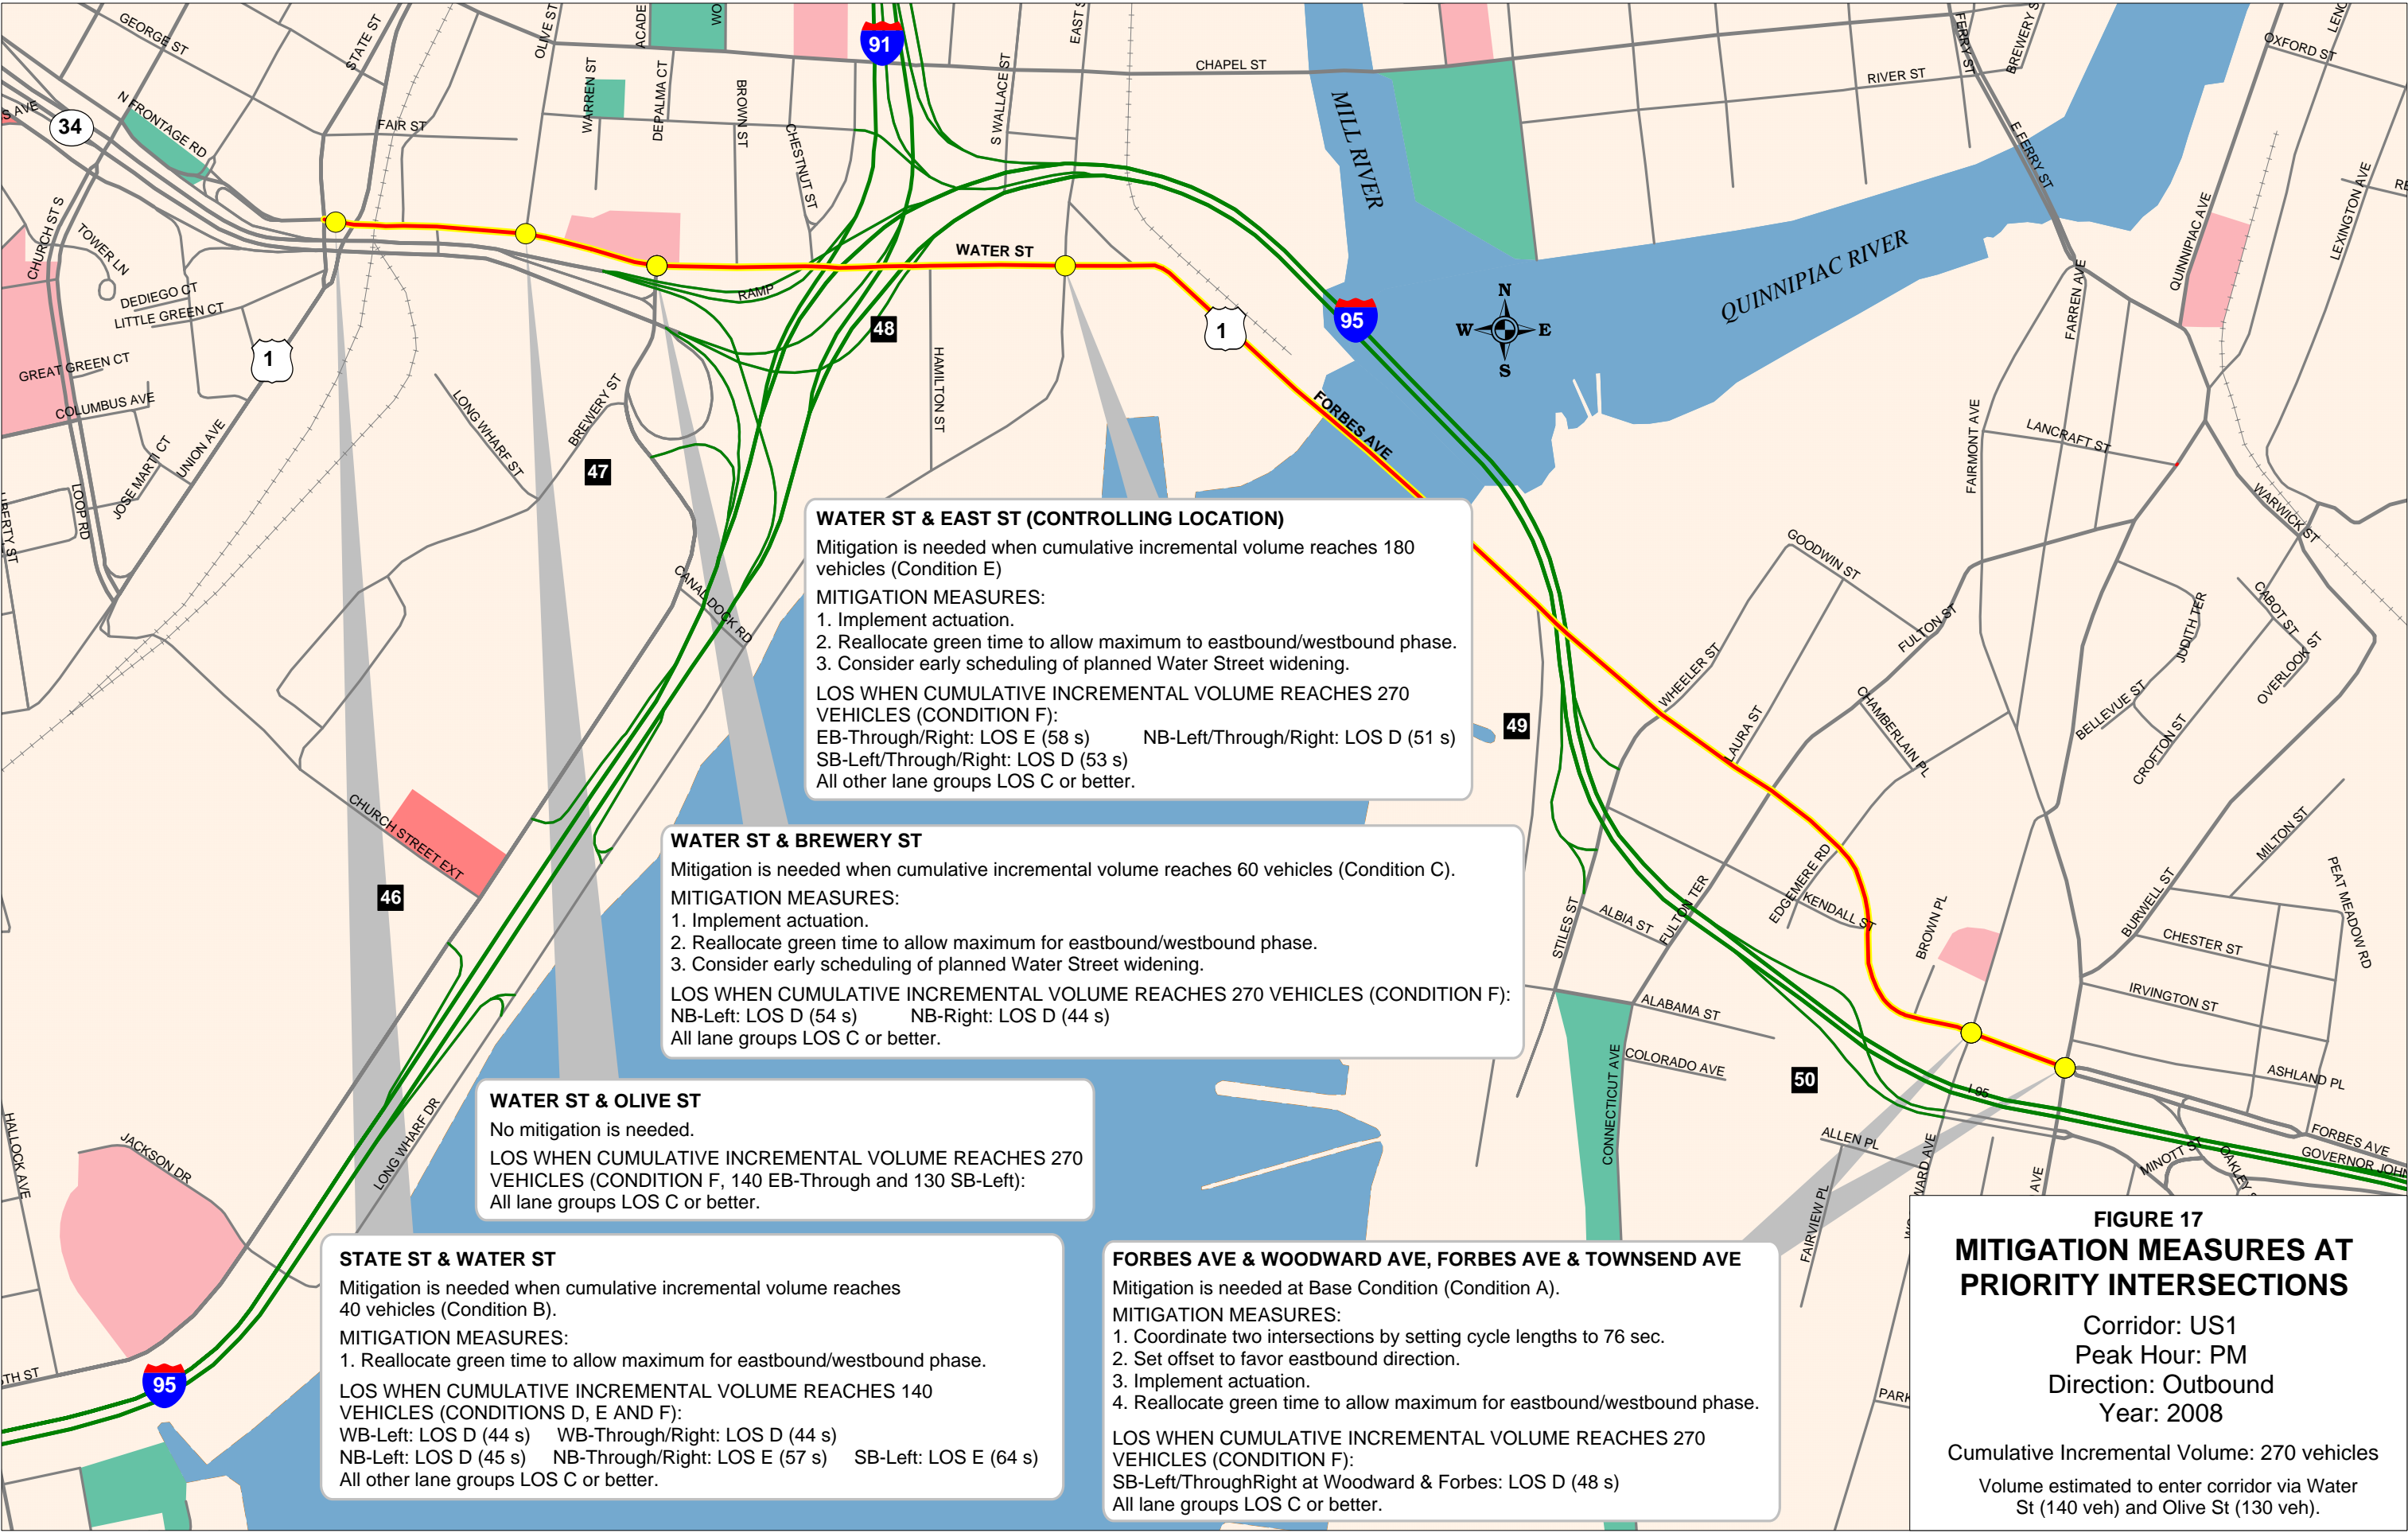 GEORGE ST
STATE ST
OLIVE ST
ACADE
WO
91
EAST S
CHAPEL ST
FERRY ST
BREWERY S
RIVER ST
OXFORD ST
LENO
S AVE
34
N FRONTAGE RD
FAIR ST
WARREN ST
DEPALMA CT
BROWN ST
CHESTNUT ST
S WALLACE ST
MILL RIVER
E FERRY ST
LEXINGTON AVE
RE
CHURCH ST S
TOWER LN
WATER ST
QUINNIPIAC RIVER
QUINNIPIAC AVE
FARREN AVE
DEDIEGO CT
LITTLE GREEN CT
RAMP
N
W E
S
1
48
1
95
GREAT GREEN CT
COLUMBUS AVE
JOSE MARTI CT
UNION AVE
LONG WHARF ST
BREWERY ST
HAMILTON ST
FORBES AVE
FAIRMONT AVE
LANCRAFT ST
47
LIBERTY ST
LOOP RD
WARWICK ST
CANAL DOCK RD
GOODWIN ST
FULTON ST
CABOT ST
JUDITH TER
OVERLOOK ST
WHEELER ST
LAURA ST
CHAMBERLAIN PL
BELLEVUE ST
CROFTON ST
49
WATER ST & EAST ST (CONTROLLING LOCATION)
Mitigation is needed when cumulative incremental volume reaches 180
vehicles (Condition E)
MITIGATION MEASURES:
1. Implement actuation.
2. Reallocate green time to allow maximum to eastbound/westbound phase.
3. Consider early scheduling of planned Water Street widening.
LOS WHEN CUMULATIVE INCREMENTAL VOLUME REACHES 270
VEHICLES (CONDITION F):
EB-Through/Right: LOS E (58 s) NB-Left/Through/Right: LOS D (51 s)
SB-Left/Through/Right: LOS D (53 s)
All other lane groups LOS C or better.
WATER ST & BREWERY ST
Mitigation is needed when cumulative incremental volume reaches 60 vehicles (Condition C).
MITIGATION MEASURES:
1. Implement actuation.
2. Reallocate green time to allow maximum for eastbound/westbound phase.
3. Consider early scheduling of planned Water Street widening.
LOS WHEN CUMULATIVE INCREMENTAL VOLUME REACHES 270 VEHICLES (CONDITION F):
NB-Left: LOS D (54 s) NB-Right: LOS D (44 s)
All lane groups LOS C or better.
CHURCH STREET EXT
46
STILES ST
ALBIA ST
FULTON TER
EDGEMERE RD
KENDALL ST
BROWN PL
BURWELL ST
MILTON ST
PEAT MEADOW RD
CHESTER ST
IRVINGTON ST
ASHLAND PL
ALABAMA ST
COLORADO AVE
CONNECTICUT AVE
50
I-95
WATER ST & OLIVE ST
No mitigation is needed.
LOS WHEN CUMULATIVE INCREMENTAL VOLUME REACHES 270
VEHICLES (CONDITION F, 140 EB-Through and 130 SB-Left):
All lane groups LOS C or better.
HALLOCK AVE
JACKSON DR
LONG WHARF DR
ALLEN PL
FAIRVIEW PL
WARD AVE
AVE
MINOTT ST
OAKLEY S
FORBES AVE
GOVERNOR JOHN
PARK
5TH ST
95
STATE ST & WATER ST
Mitigation is needed when cumulative incremental volume reaches
40 vehicles (Condition B).
MITIGATION MEASURES:
1. Reallocate green time to allow maximum for eastbound/westbound phase.
LOS WHEN CUMULATIVE INCREMENTAL VOLUME REACHES 140
VEHICLES (CONDITIONS D, E AND F):
WB-Left: LOS D (44 s) WB-Through/Right: LOS D (44 s)
NB-Left: LOS D (45 s) NB-Through/Right: LOS E (57 s) SB-Left: LOS E (64 s)
All other lane groups LOS C or better.
FORBES AVE & WOODWARD AVE, FORBES AVE & TOWNSEND AVE
Mitigation is needed at Base Condition (Condition A).
MITIGATION MEASURES:
1. Coordinate two intersections by setting cycle lengths to 76 sec.
2. Set offset to favor eastbound direction.
3. Implement actuation.
4. Reallocate green time to allow maximum for eastbound/westbound phase.
LOS WHEN CUMULATIVE INCREMENTAL VOLUME REACHES 270
VEHICLES (CONDITION F):
SB-Left/ThroughRight at Woodward & Forbes: LOS D (48 s)
All lane groups LOS C or better.
FIGURE 17
MITIGATION MEASURES AT
PRIORITY INTERSECTIONS
Corridor: US1
Peak Hour: PM
Direction: Outbound
Year: 2008
Cumulative Incremental Volume: 270 vehicles
Volume estimated to enter corridor via Water
St (140 veh) and Olive St (130 veh).